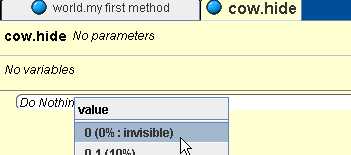 world.my first method cow.hide
cow.hide No parameters
No variables
Do Nothin
value
0 (0% : invisible)
0.1 (10%)